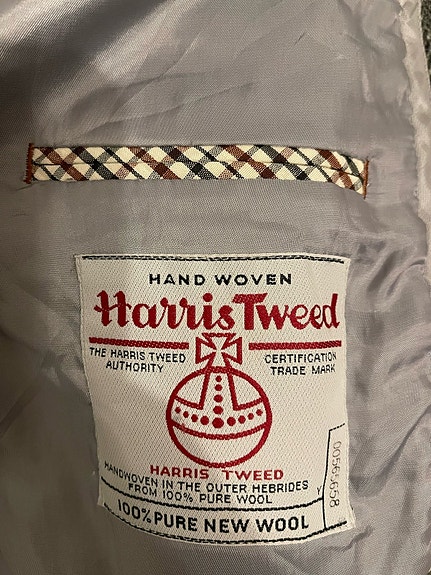 HAND WOVEN
Harris Tweed
THE HARRIS TWEED
AUTHORITY
CERTIFICATION
TRADE MARK
HARRIS TWEED
HANDWOVEN IN THE OUTER HEBRIDES
FROM 100% PURE WOOL
Y
100% PURE NEW WOOL